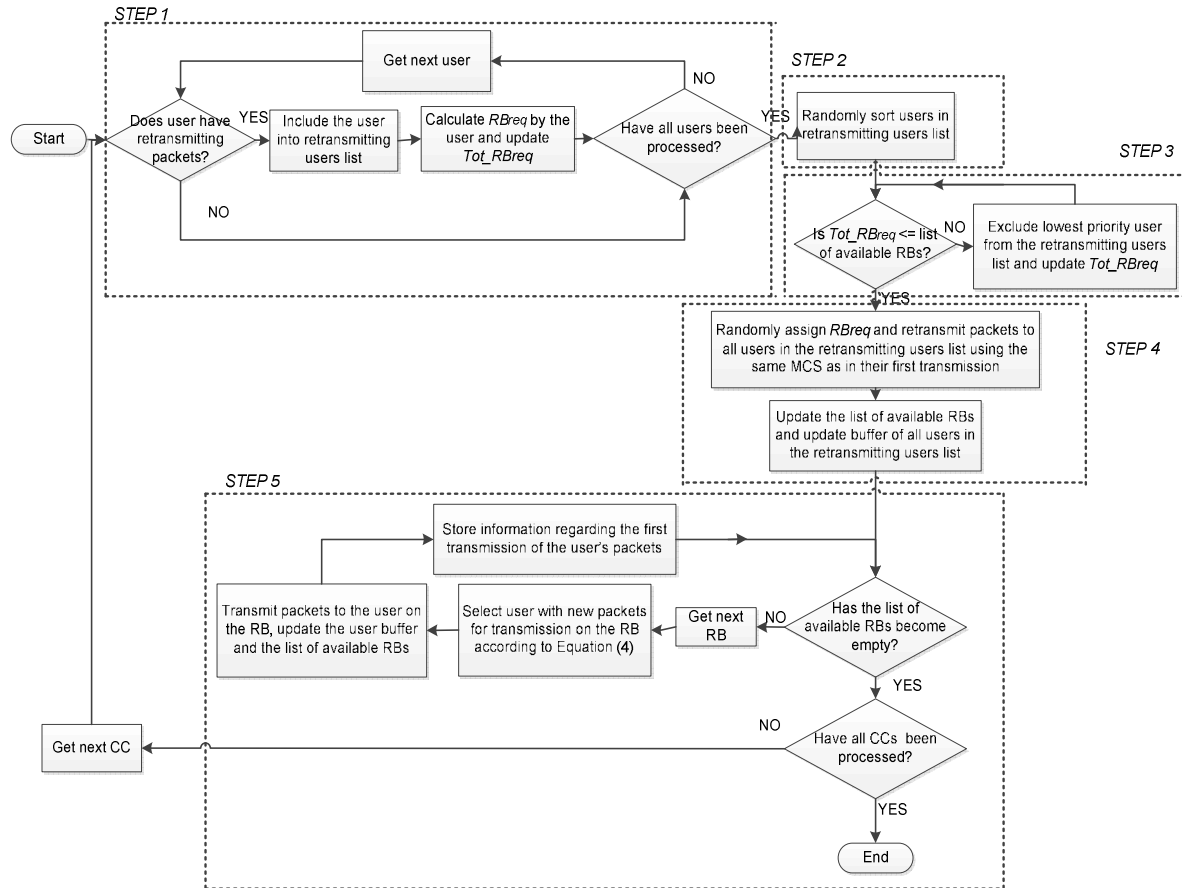 STEP 1
Get next user
NO
STEP 2
Start
Does user have
retransmitting
packets?
YES
Include the user
into retransmitting
users list
Calculate RBreq by the
user and update
Tot_RBreq
Have all users been
processed?
YES
Randomly sort users in
retransmitting users list
NO
STEP 3
Is Tot_RBreq <= list
of available RBs?
NO
Exclude lowest priority user
from the retransmitting users
list and update Tot_RBreq
YES
Randomly assign RBreq and retransmit packets to
all users in the retransmitting users list using the
same MCS as in their first transmission
STEP 4
Update the list of available RBs
and update buffer of all users in
the retransmitting users list
STEP 5
Store information regarding the first
transmission of the user's packets
Transmit packets to the user on
the RB, update the user buffer
and the list of available RBs
Select user with new packets
for transmission on the RB
according to Equation (4)
Get next
RB
NO
Has the list of
available RBs become
empty?
YES
NO
Get next CC
Have all CCs been
processed?
YES
End